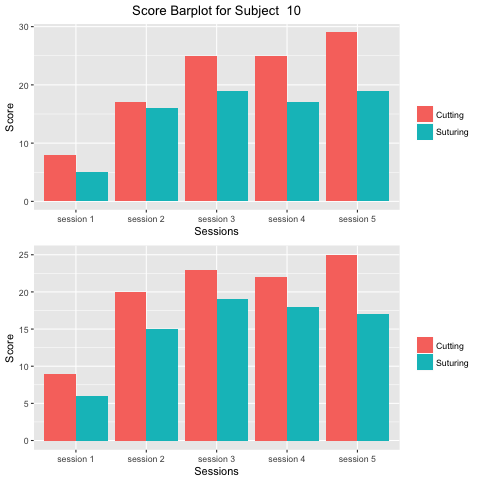 Score Barplot for Subject 10
30
20
10
0
Score
session 1 session 2 session 3 session 4 session 5
Sessions
Cutting
Suturing
25
20
15
10
5
0
Score
session 1 session 2 session 3 session 4 session 5
Sessions
Cutting
Suturing